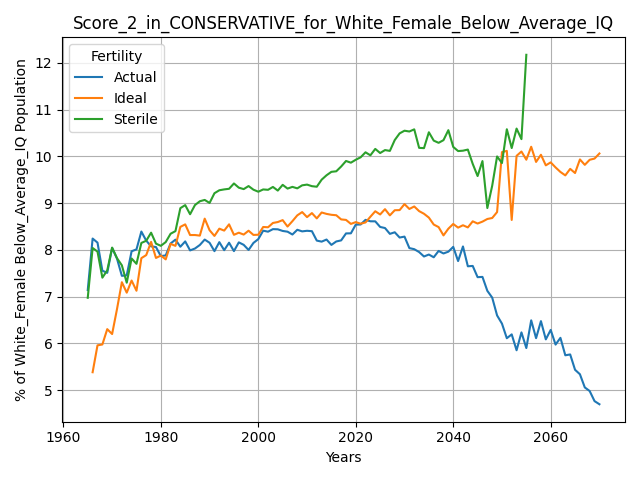 Score_2_in_CONSERVATIVE_for_White_Female_Below_Average_IQ
Fertility
Actual
Ideal
Sterile
% of White_Female Below_Average_IQ Population
12
11
10
9
8
7
6
5
1960
1980
2000
2020
2040
2060
Years